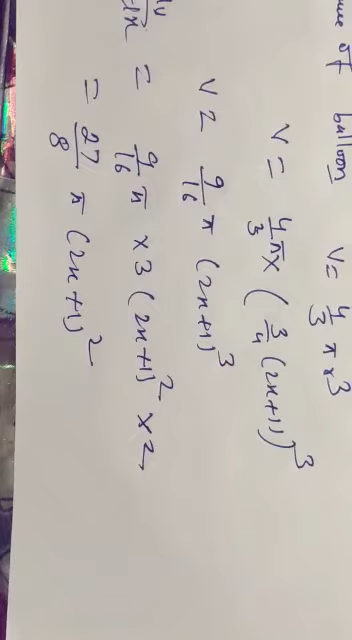 of balloon V = 4/3 π r³
V = 4/3 π × (3/4 (2x+1))³
V = 9/16 π (2x+1)³
dv/dx = 9/16 π × 3 (2x+1)² × 2
= 27/8 π (2x+1)²